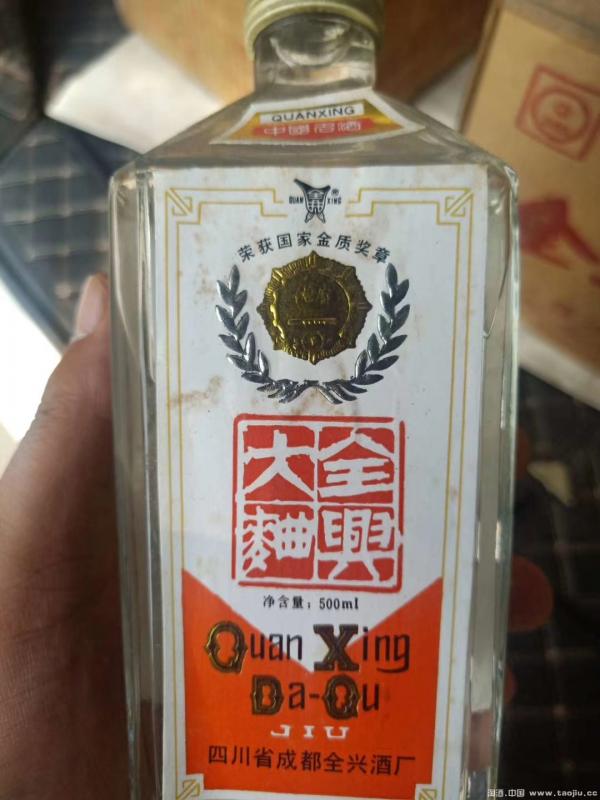 QUANXING
中國名酒
QUAN XING
荣获国家金质奖章
全興
大麯
净含量：500ml
Quan Xing
Da-Qu
JIU
四川省成都全兴酒厂
淘酒.中国 www.taojiu.cc